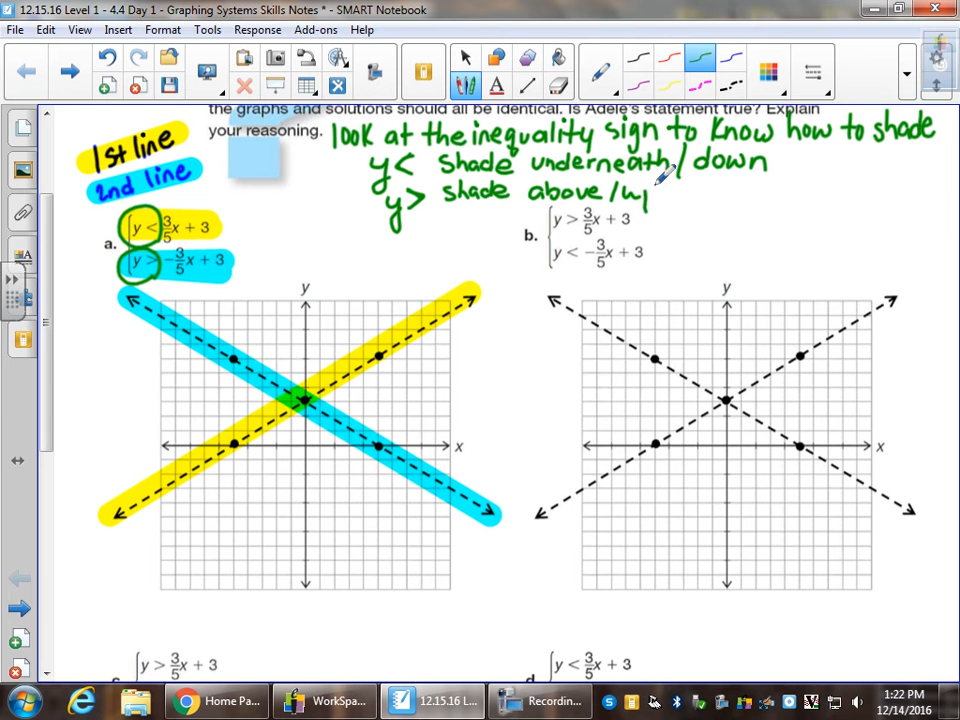 12.15.16 Level 1 - 4.4 Day 1 - Graphing Systems Skills Notes * - SMART Notebook
File Edit View Insert Format Tools Response Add-ons Help
the graphs and solutions should all be identical. Is Adele's statement true? Explain
your reasoning.
look at the inequality sign to know how to shade
y < shade underneath/down
y > shade above/up
1st line
2nd line
a. y < 3/5x + 3
y > -3/5x + 3
b. y > 3/5x + 3
y < -3/5x + 3
y
x
y
x
c. y > 3/5x + 3
d. y < 3/5x + 3
Home Pa...
WorkSpa...
12.15.16 L...
Recordin...
1:22 PM
12/14/2016